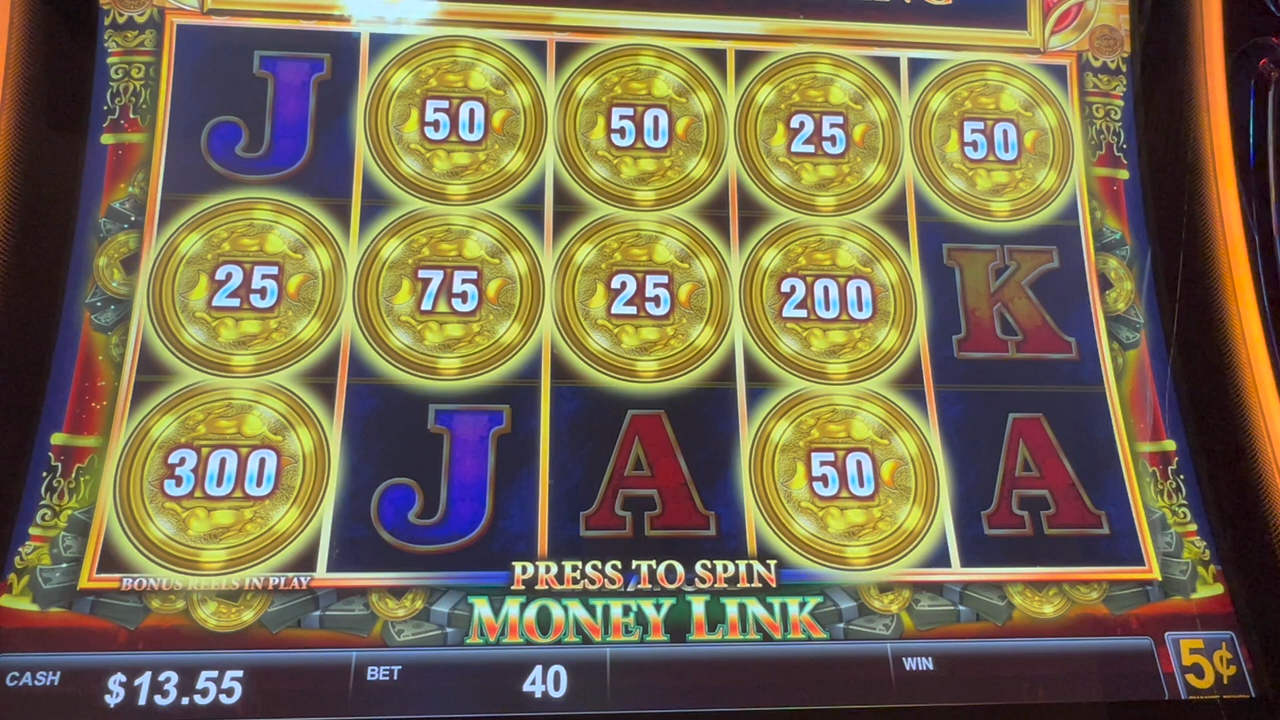 J 50 50 25 50
25 75 25 200 K
300 J A 50 A
BONUS REELS IN PLAY
PRESS TO SPIN
MONEY LINK
CASH $13.55 BET 40 WIN 5¢